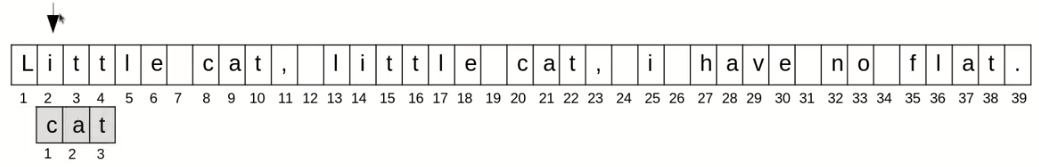 Little cat, little cat, i have no flat.
1 2 3 4 5 6 7 8 9 10 11 12 13 14 15 16 17 18 19 20 21 22 23 24 25 26 27 28 29 30 31 32 33 34 35 36 37 38 39
cat
1 2 3